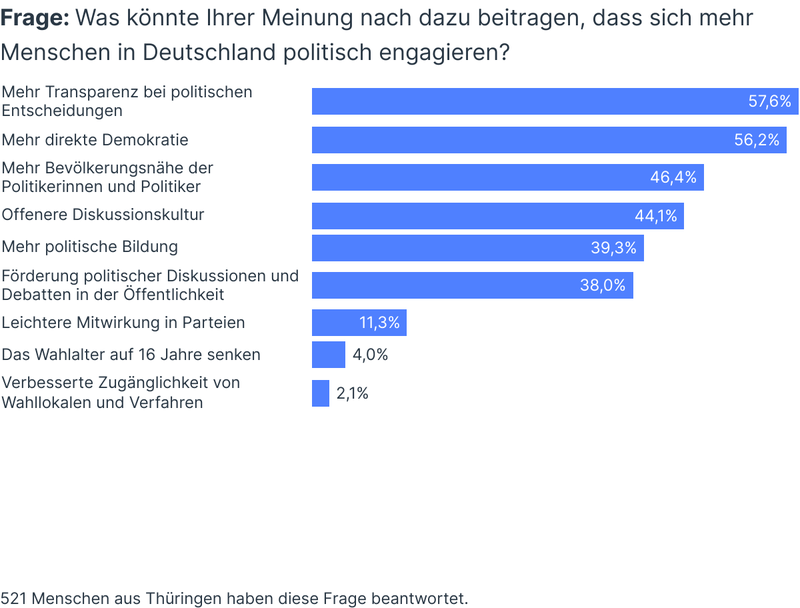 Frage: Was könnte Ihrer Meinung nach dazu beitragen, dass sich mehr
Menschen in Deutschland politisch engagieren?
Mehr Transparenz bei politischen
Entscheidungen
57,6%
Mehr direkte Demokratie
56,2%
Mehr Bevölkerungsnähe der
Politikerinnen und Politiker
46,4%
Offenere Diskussionskultur
44,1%
Mehr politische Bildung
39,3%
Förderung politischer Diskussionen und
Debatten in der Öffentlichkeit
38,0%
Leichtere Mitwirkung in Parteien
11,3%
Das Wahlalter auf 16 Jahre senken
4,0%
Verbesserte Zugänglichkeit von
Wahllokalen und Verfahren
2,1%
521 Menschen aus Thüringen haben diese Frage beantwortet.